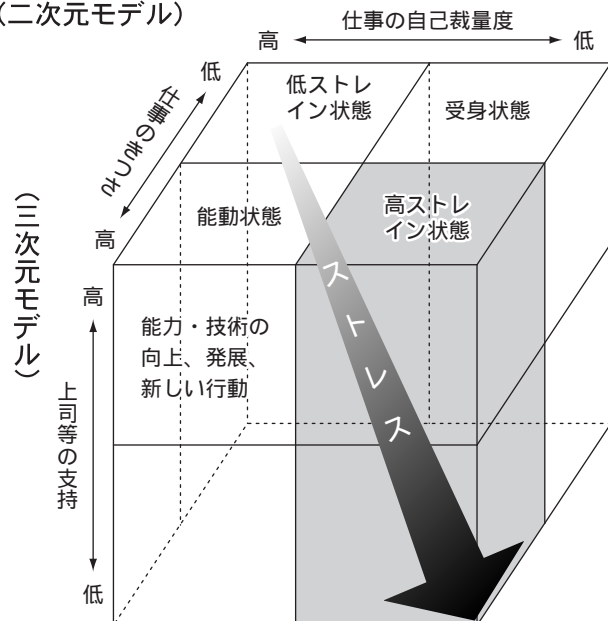 （二次元モデル）
仕事の自己裁量度
高
低
低
仕事のきつさ
高
低ストレ
イン状態
受身状態
能動状態
高ストレ
イン状態
（三次元モデル）
高
上司等の支持
低
能力・技術の
向上、発展、
新しい行動
ストレス